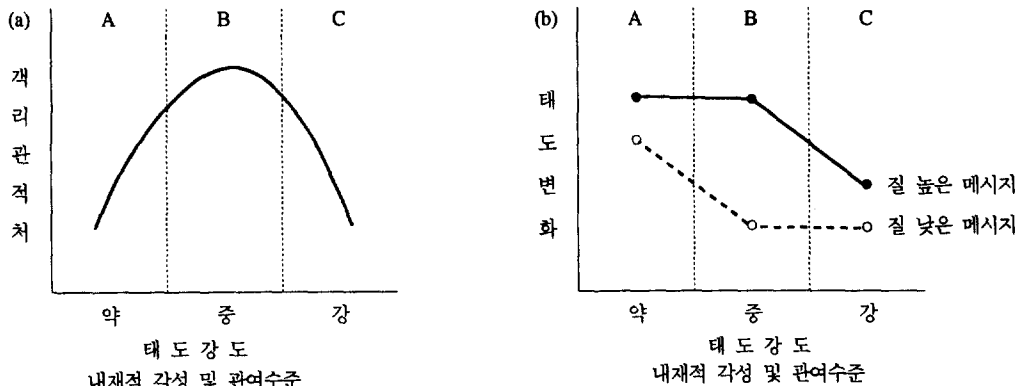 (a) A B C
객
리
관
적
처
약 중 강
태 도 강 도
내재적 각성 및 관여수준
(b) A B C
태
도
변
화
질 높은 메시지
질 낮은 메시지
약 중 강
태 도 강 도
내재적 각성 및 관여수준